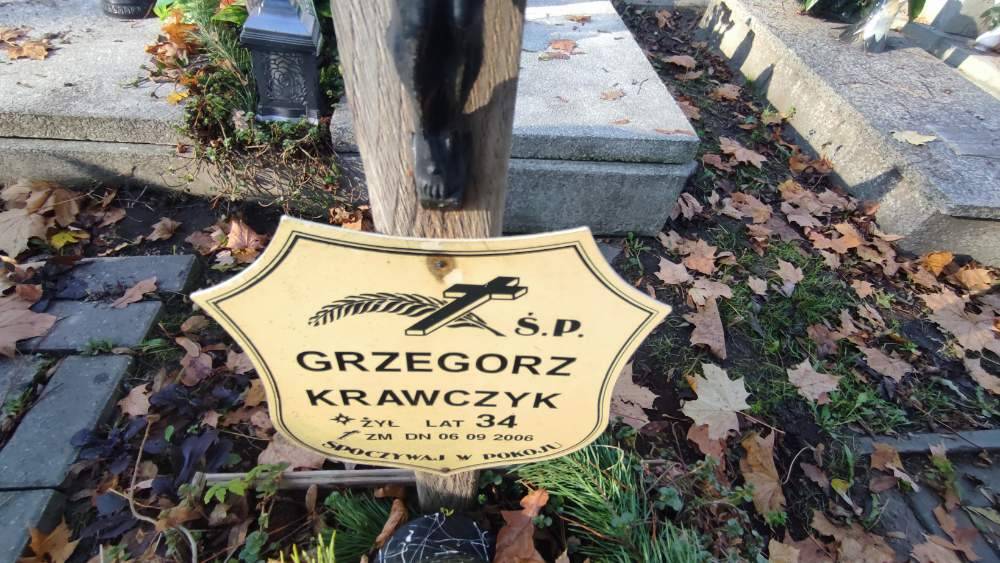 Ś.P.
GRZEGORZ
KRAWCZYK
ŻYŁ LAT 34
ZM DN 06 09 2006
SPOCZYWAJ W POKOJU